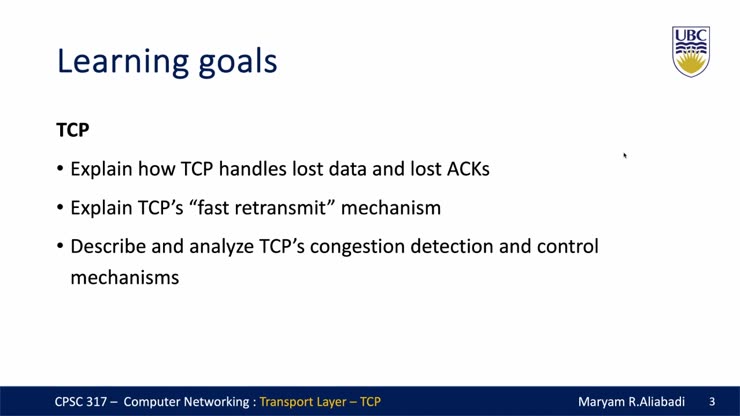 Learning goals
UBC
TCP
• Explain how TCP handles lost data and lost ACKs
• Explain TCP’s “fast retransmit” mechanism
• Describe and analyze TCP’s congestion detection and control
mechanisms
CPSC 317 – Computer Networking : Transport Layer – TCP
Maryam R.Aliabadi
3